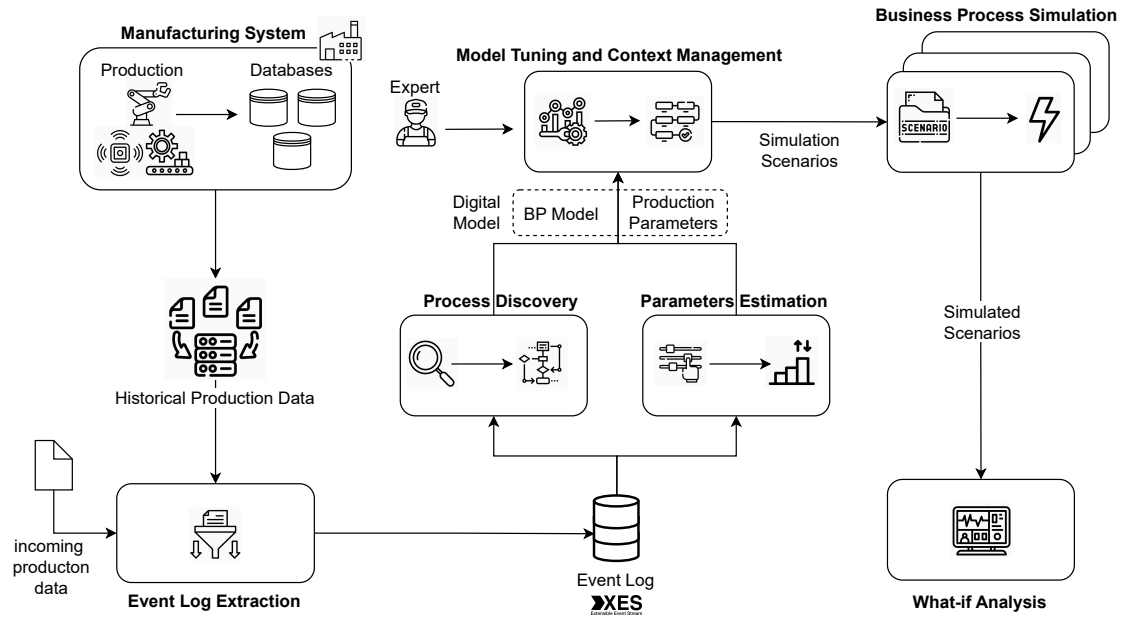 Manufacturing System
Production
Databases
Historical Production Data
incoming
producton
data
Event Log Extraction
Event Log
XES
Extensible Event Stream
Process Discovery
Parameters Estimation
Digital
Model
BP Model
Production
Parameters
Expert
Model Tuning and Context Management
Simulation
Scenarios
Business Process Simulation
SCENARIO
Simulated
Scenarios
What-if Analysis